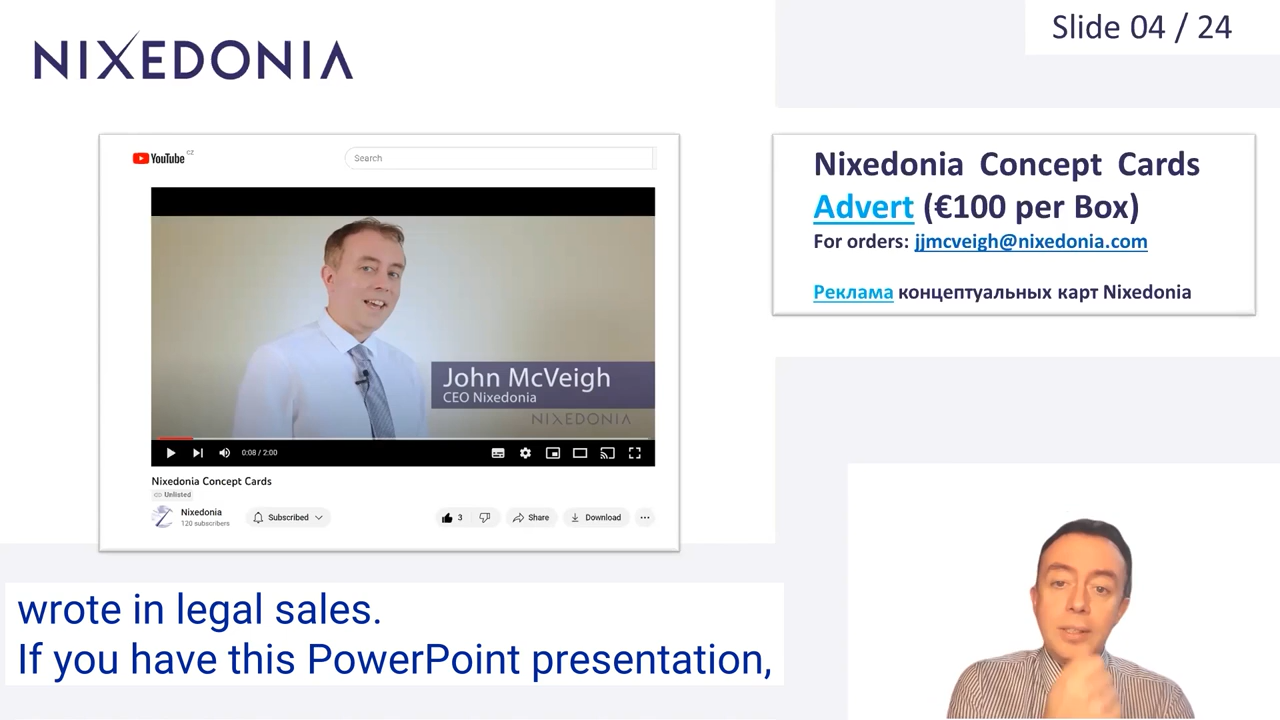 NIXEDONIA
Slide 04 / 24
YouTube CZ
Search
John McVeigh
CEO Nixedonia
NIXEDONIA
0:08 / 2:00
Nixedonia Concept Cards
Unlisted
Nixedonia
120 subscribers
Subscribed
3
Share
Download
Nixedonia Concept Cards
Advert (€100 per Box)
For orders: jjmcveigh@nixedonia.com
Реклама концептуальных карт Nixedonia
wrote in legal sales.
If you have this PowerPoint presentation,